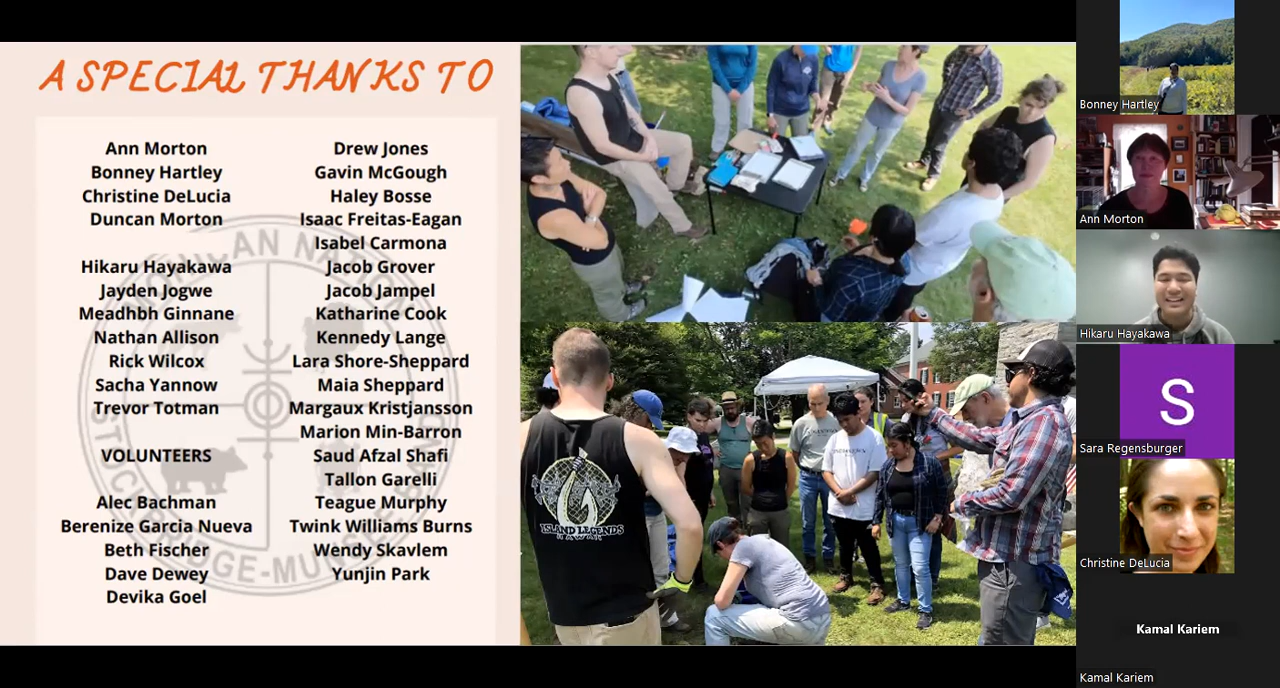 A SPECIAL THANKS TO
Ann Morton
Bonney Hartley
Christine DeLucia
Duncan Morton
Hikaru Hayakawa
Jayden Jogwe
Meadhbh Ginnane
Nathan Allison
Rick Wilcox
Sacha Yannow
Trevor Totman
VOLUNTEERS
Alec Bachman
Berenize Garcia Nueva
Beth Fischer
Dave Dewey
Devika Goel
Drew Jones
Gavin McGough
Haley Bosse
Isaac Freitas-Eagan
Isabel Carmona
Jacob Grover
Jacob Jampel
Katharine Cook
Kennedy Lange
Lara Shore-Sheppard
Maia Sheppard
Margaux Kristjansson
Marion Min-Barron
Saud Afzal Shafi
Tallon Garelli
Teague Murphy
Twink Williams Burns
Wendy Skavlem
Yunjin Park
ISLAND LEGENDS
HAWAII
Bonney Hartley
Ann Morton
Hikaru Hayakawa
S
Sara Regensburger
Christine DeLucia
Kamal Kariem
Kamal Kariem